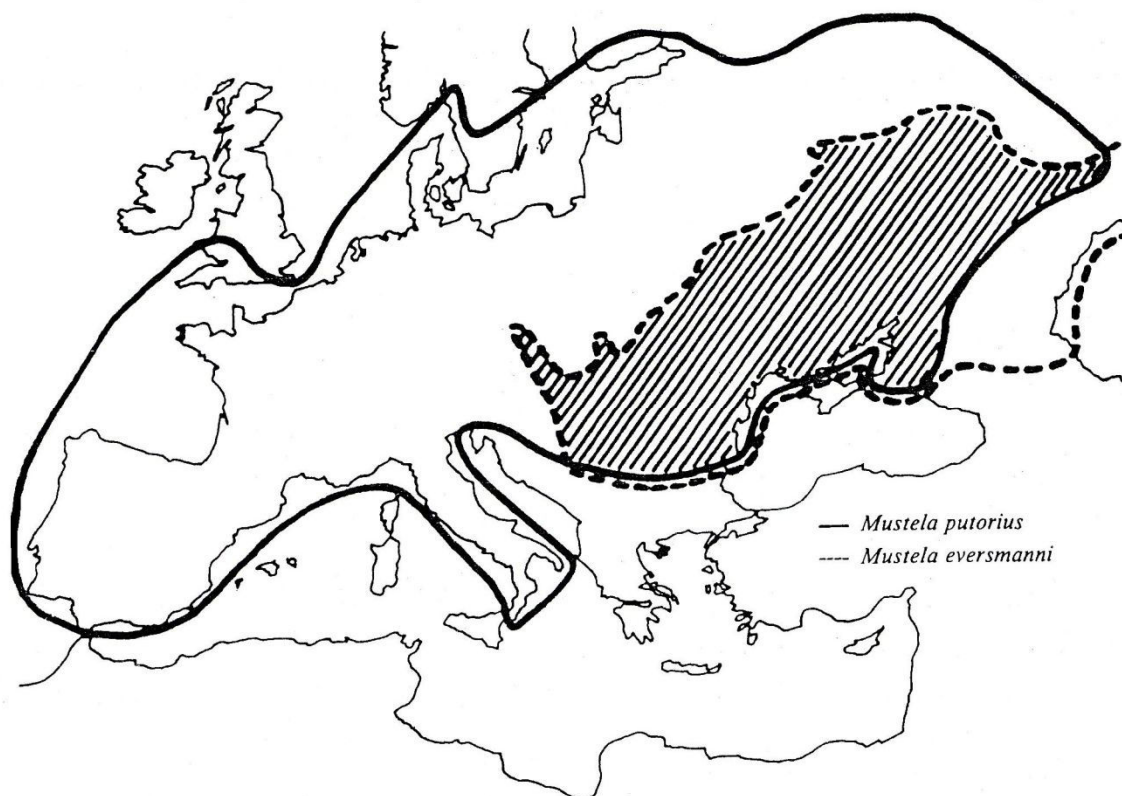 — Mustela putorius
---- Mustela eversmanni